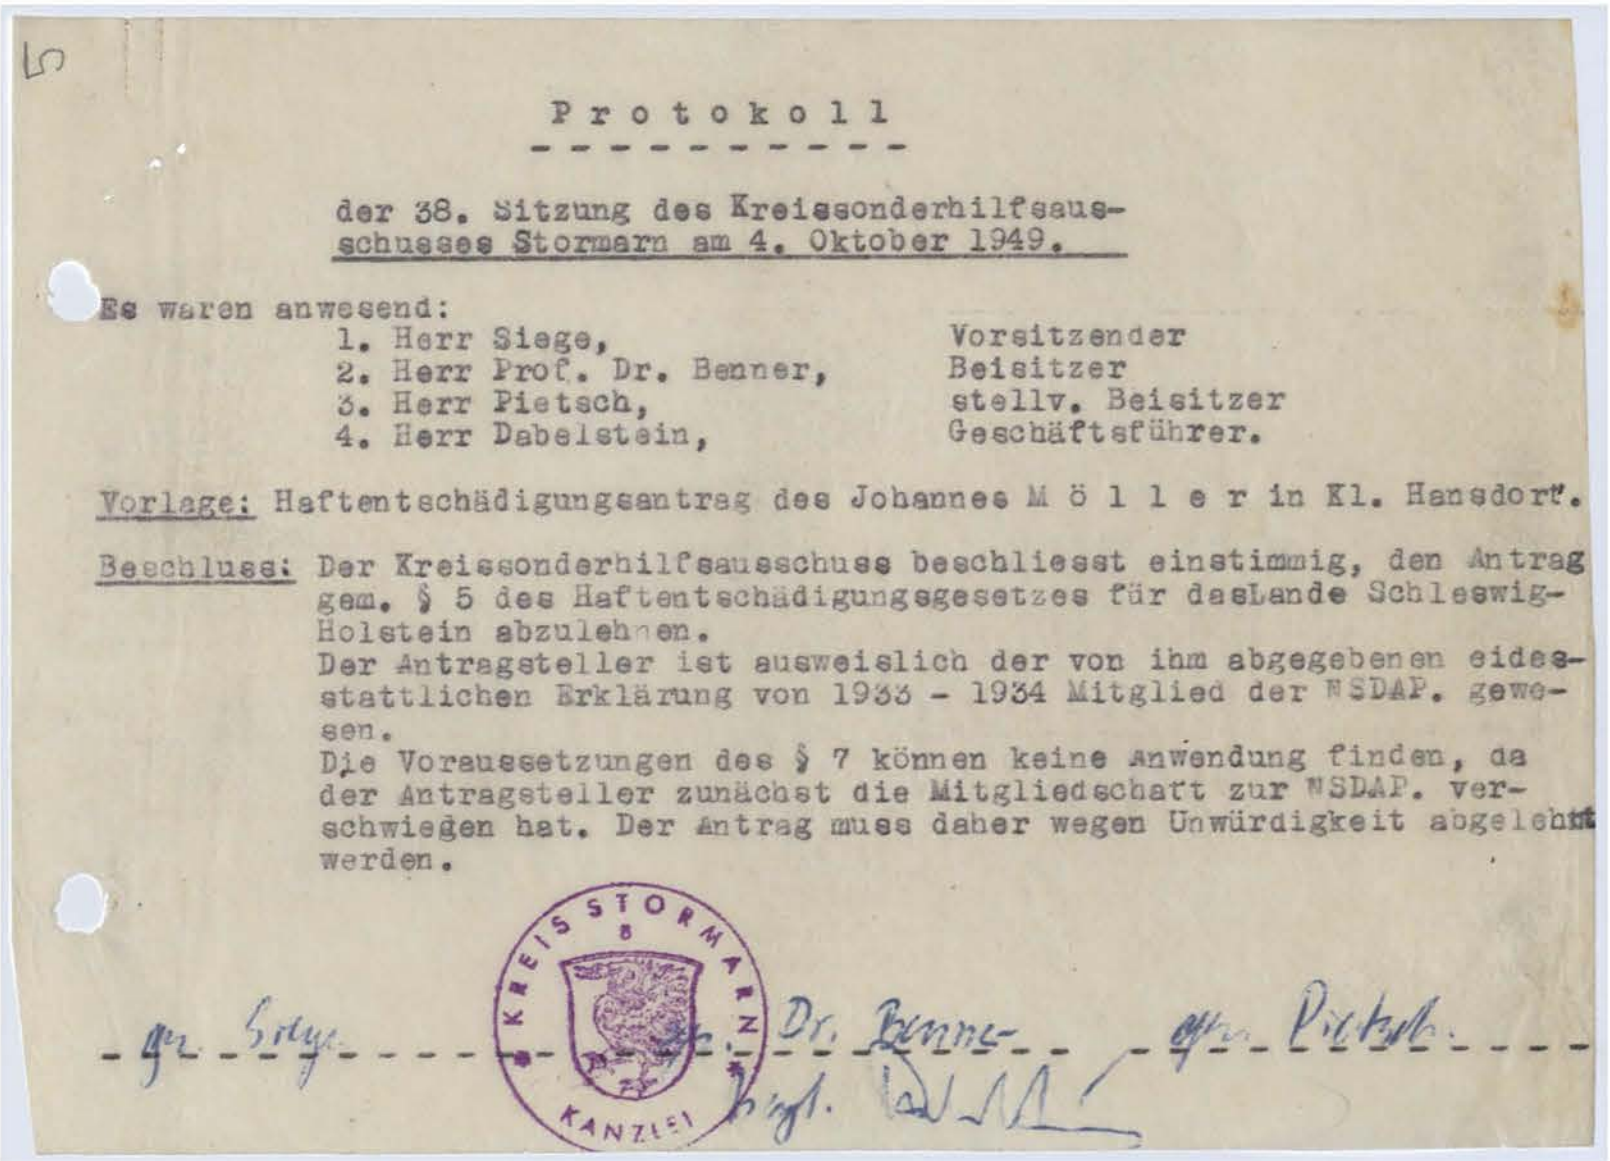 5
P r o t o k o l l
- - - - - - - - - - - -
der 38. Sitzung des Kreissonderhilfsaus-
schusses Stormarn am 4. Oktober 1949.
Es waren anwesend:
1. Herr Siege, Vorsitzender
2. Herr Prof. Dr. Benner, Beisitzer
3. Herr Pietsch, stellv. Beisitzer
4. Herr Dabelstein, Geschäftsführer.
Vorlage: Haftentschädigungsantrag des Johannes M ö l l e r in Kl. Hansdorf.
Beschluss: Der Kreissonderhilfsausschuss beschliesst einstimmig, den Antrag
gem. § 5 des Haftentschädigungsgesetzes für dasLande Schleswig-
Holstein abzulehnen.
Der Antragsteller ist ausweislich der von ihm abgegebenen eides-
stattlichen Erklärung von 1933 - 1934 Mitglied der NSDAP. gewe-
sen.
Die Voraussetzungen des § 7 können keine Anwendung finden, da
der Antragsteller zunächst die Mitgliedschaft zur NSDAP. ver-
schwiegen hat. Der Antrag muss daher wegen Unwürdigkeit abgelehnt
werden.
KREIS STORMARN
8
KANZLEI
gez. Siege gez. Dr. Benner gez. Pietsch.